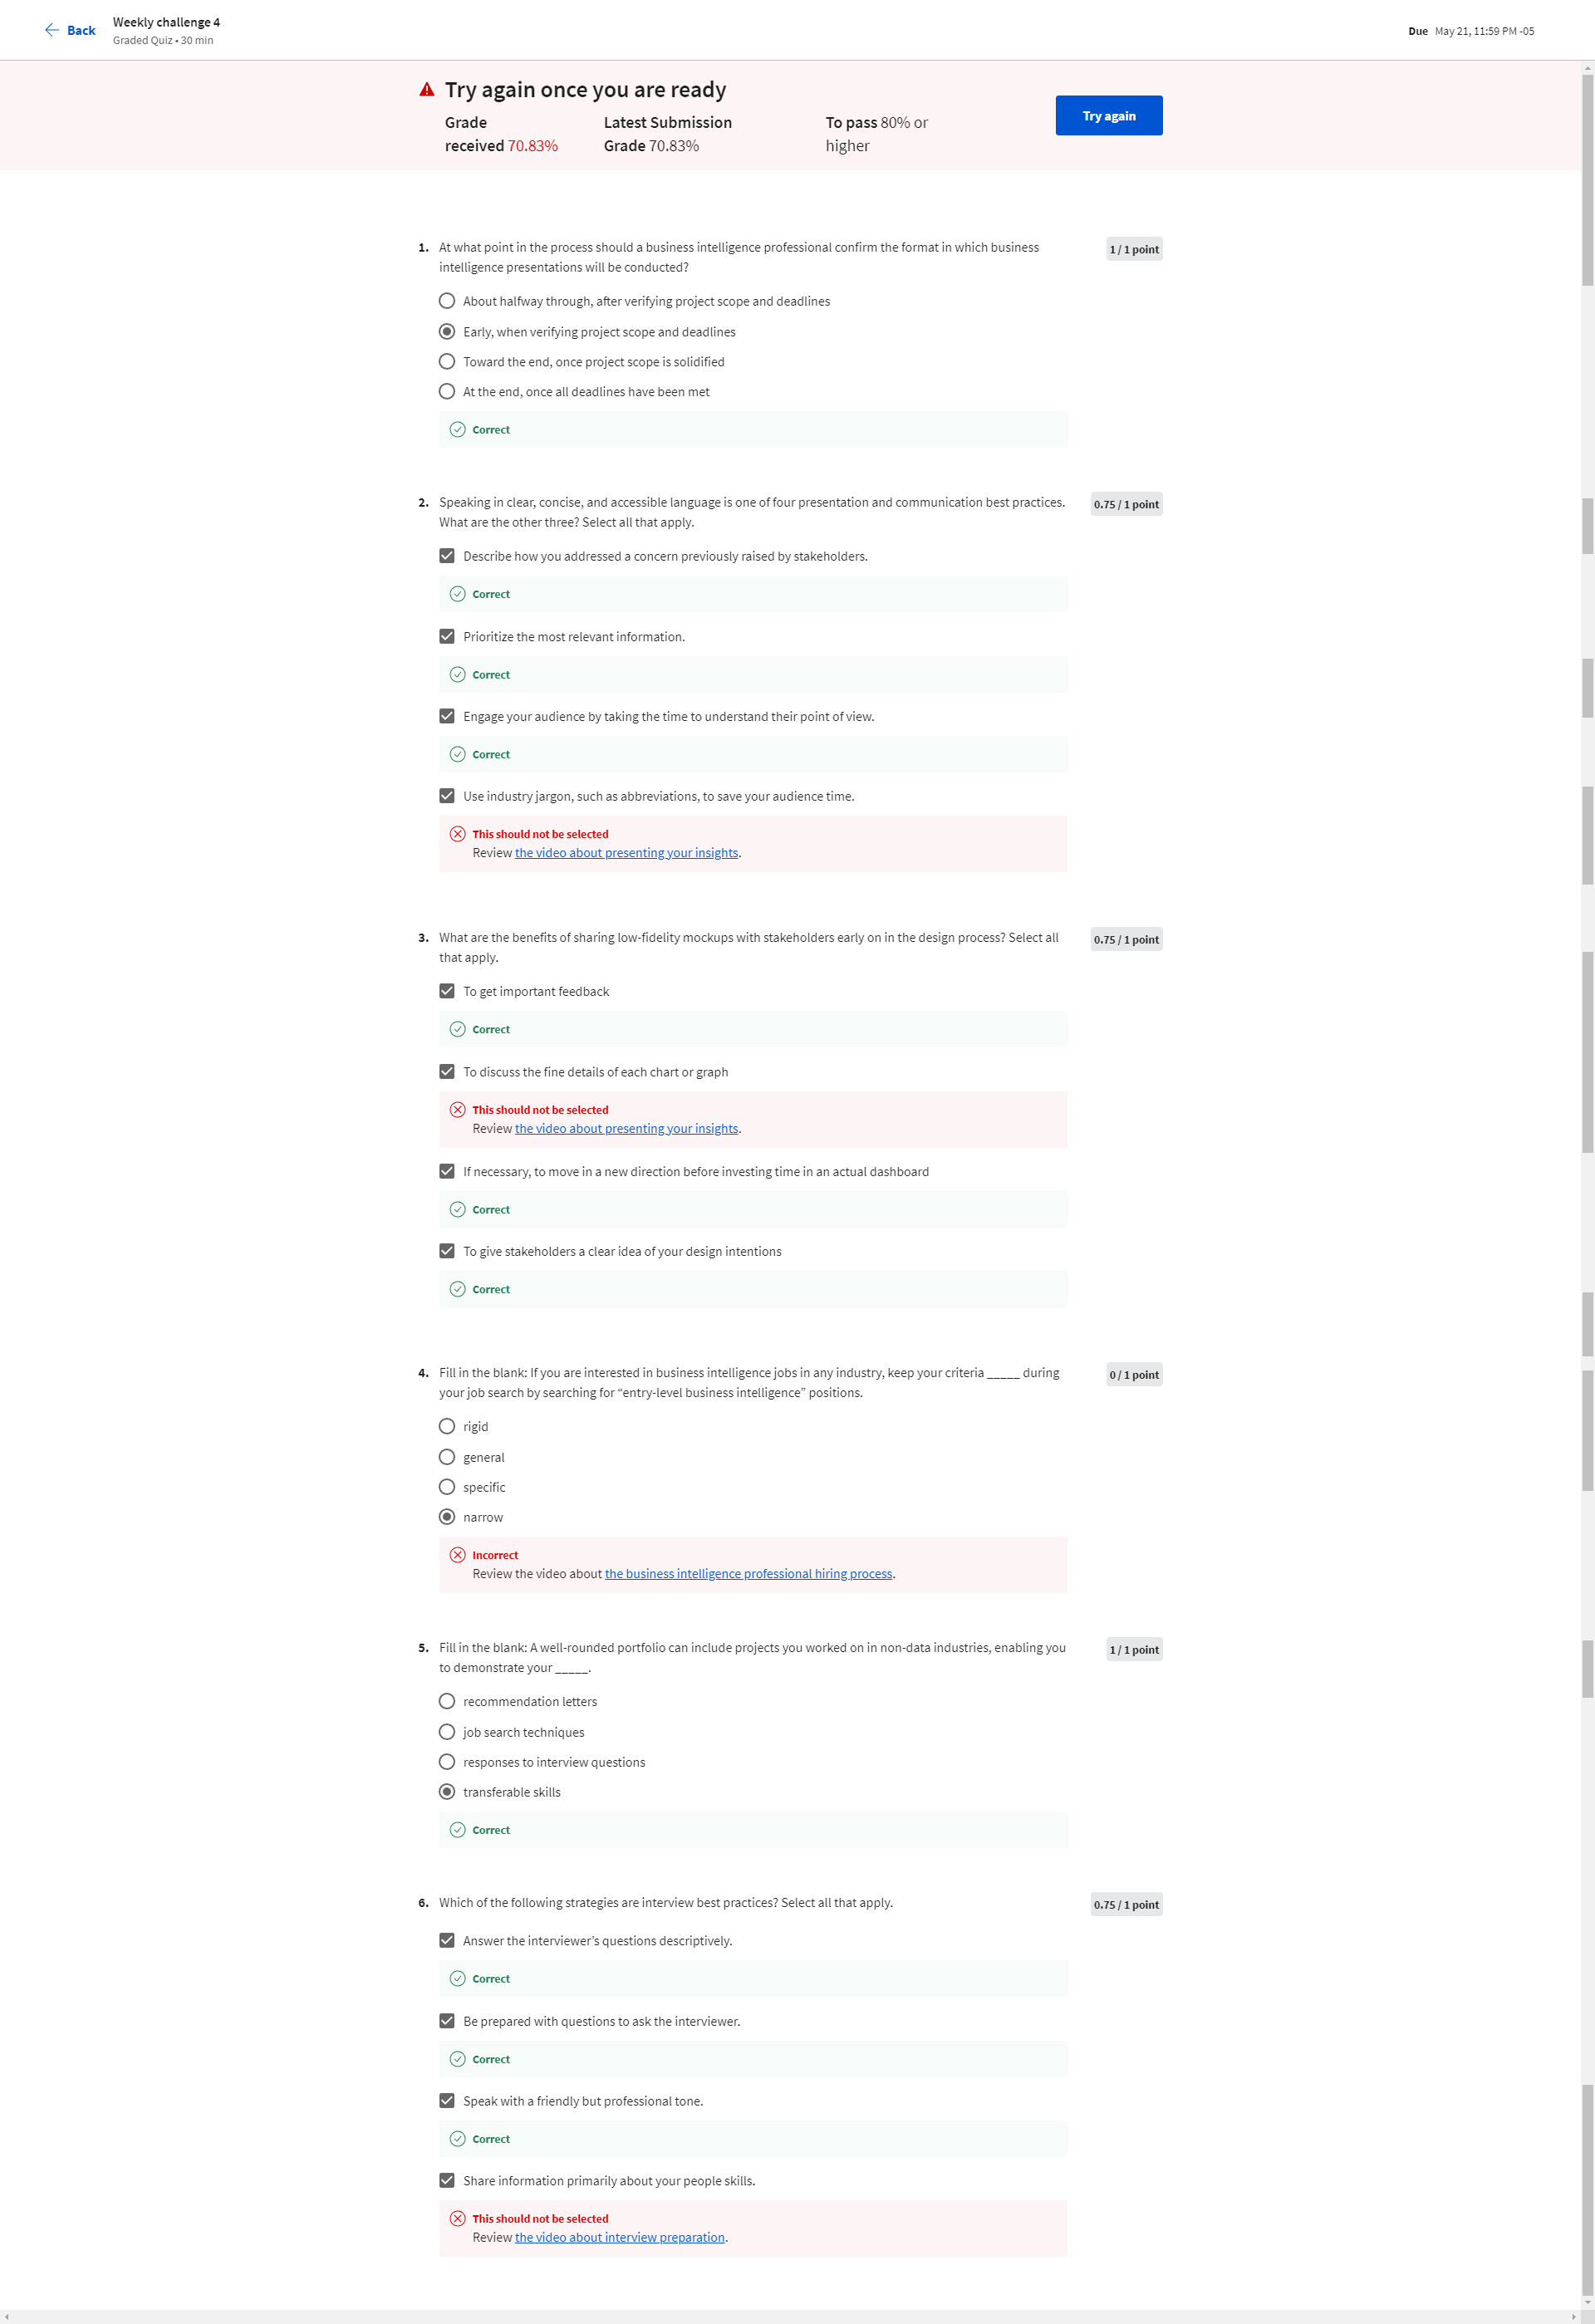 Back
Weekly challenge 4
Graded Quiz • 30 min
Due May 21, 11:59 PM -05
Try again once you are ready
Grade
received 70.83%
Latest Submission
Grade 70.83%
To pass 80% or
higher
Try again
1. At what point in the process should a business intelligence professional confirm the format in which business
intelligence presentations will be conducted?
1 / 1 point
About halfway through, after verifying project scope and deadlines
Early, when verifying project scope and deadlines
Toward the end, once project scope is solidified
At the end, once all deadlines have been met
Correct
2. Speaking in clear, concise, and accessible language is one of four presentation and communication best practices.
What are the other three? Select all that apply.
0.75 / 1 point
Describe how you addressed a concern previously raised by stakeholders.
Correct
Prioritize the most relevant information.
Correct
Engage your audience by taking the time to understand their point of view.
Correct
Use industry jargon, such as abbreviations, to save your audience time.
This should not be selected
Review the video about presenting your insights.
3. What are the benefits of sharing low-fidelity mockups with stakeholders early on in the design process? Select all
that apply.
0.75 / 1 point
To get important feedback
Correct
To discuss the fine details of each chart or graph
This should not be selected
Review the video about presenting your insights.
If necessary, to move in a new direction before investing time in an actual dashboard
Correct
To give stakeholders a clear idea of your design intentions
Correct
4. Fill in the blank: If you are interested in business intelligence jobs in any industry, keep your criteria _____ during
your job search by searching for “entry-level business intelligence” positions.
0 / 1 point
rigid
general
specific
narrow
Incorrect
Review the video about the business intelligence professional hiring process.
5. Fill in the blank: A well-rounded portfolio can include projects you worked on in non-data industries, enabling you
to demonstrate your _____.
1 / 1 point
recommendation letters
job search techniques
responses to interview questions
transferable skills
Correct
6. Which of the following strategies are interview best practices? Select all that apply.
0.75 / 1 point
Answer the interviewer’s questions descriptively.
Correct
Be prepared with questions to ask the interviewer.
Correct
Speak with a friendly but professional tone.
Correct
Share information primarily about your people skills.
This should not be selected
Review the video about interview preparation.